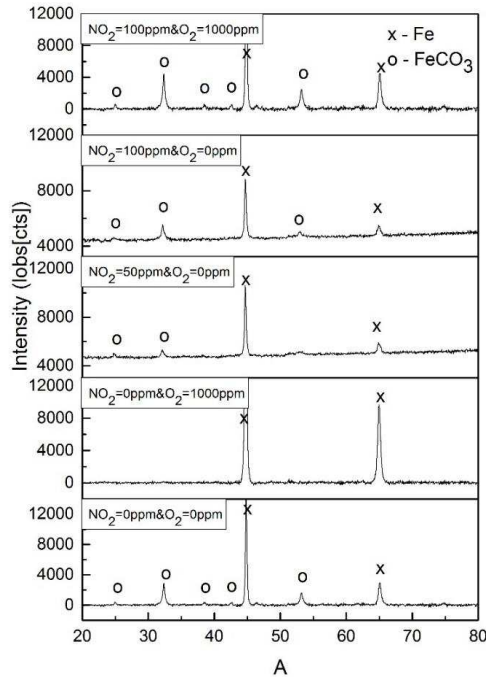 NO2=100ppm&O2=1000ppm
x - Fe
o - FeCO3
12000
8000
4000
0
x
o
o
o
o
o
x
NO2=100ppm&O2=0ppm
12000
8000
4000
x
o
o
o
x
NO2=50ppm&O2=0ppm
12000
8000
4000
x
o
o
x
NO2=0ppm&O2=1000ppm
12000
8000
4000
0
x
x
NO2=0ppm&O2=0ppm
12000
8000
4000
0
x
o
o
o
o
o
x
20
30
40
50
60
70
80
Intensity (Iobs[cts])
A